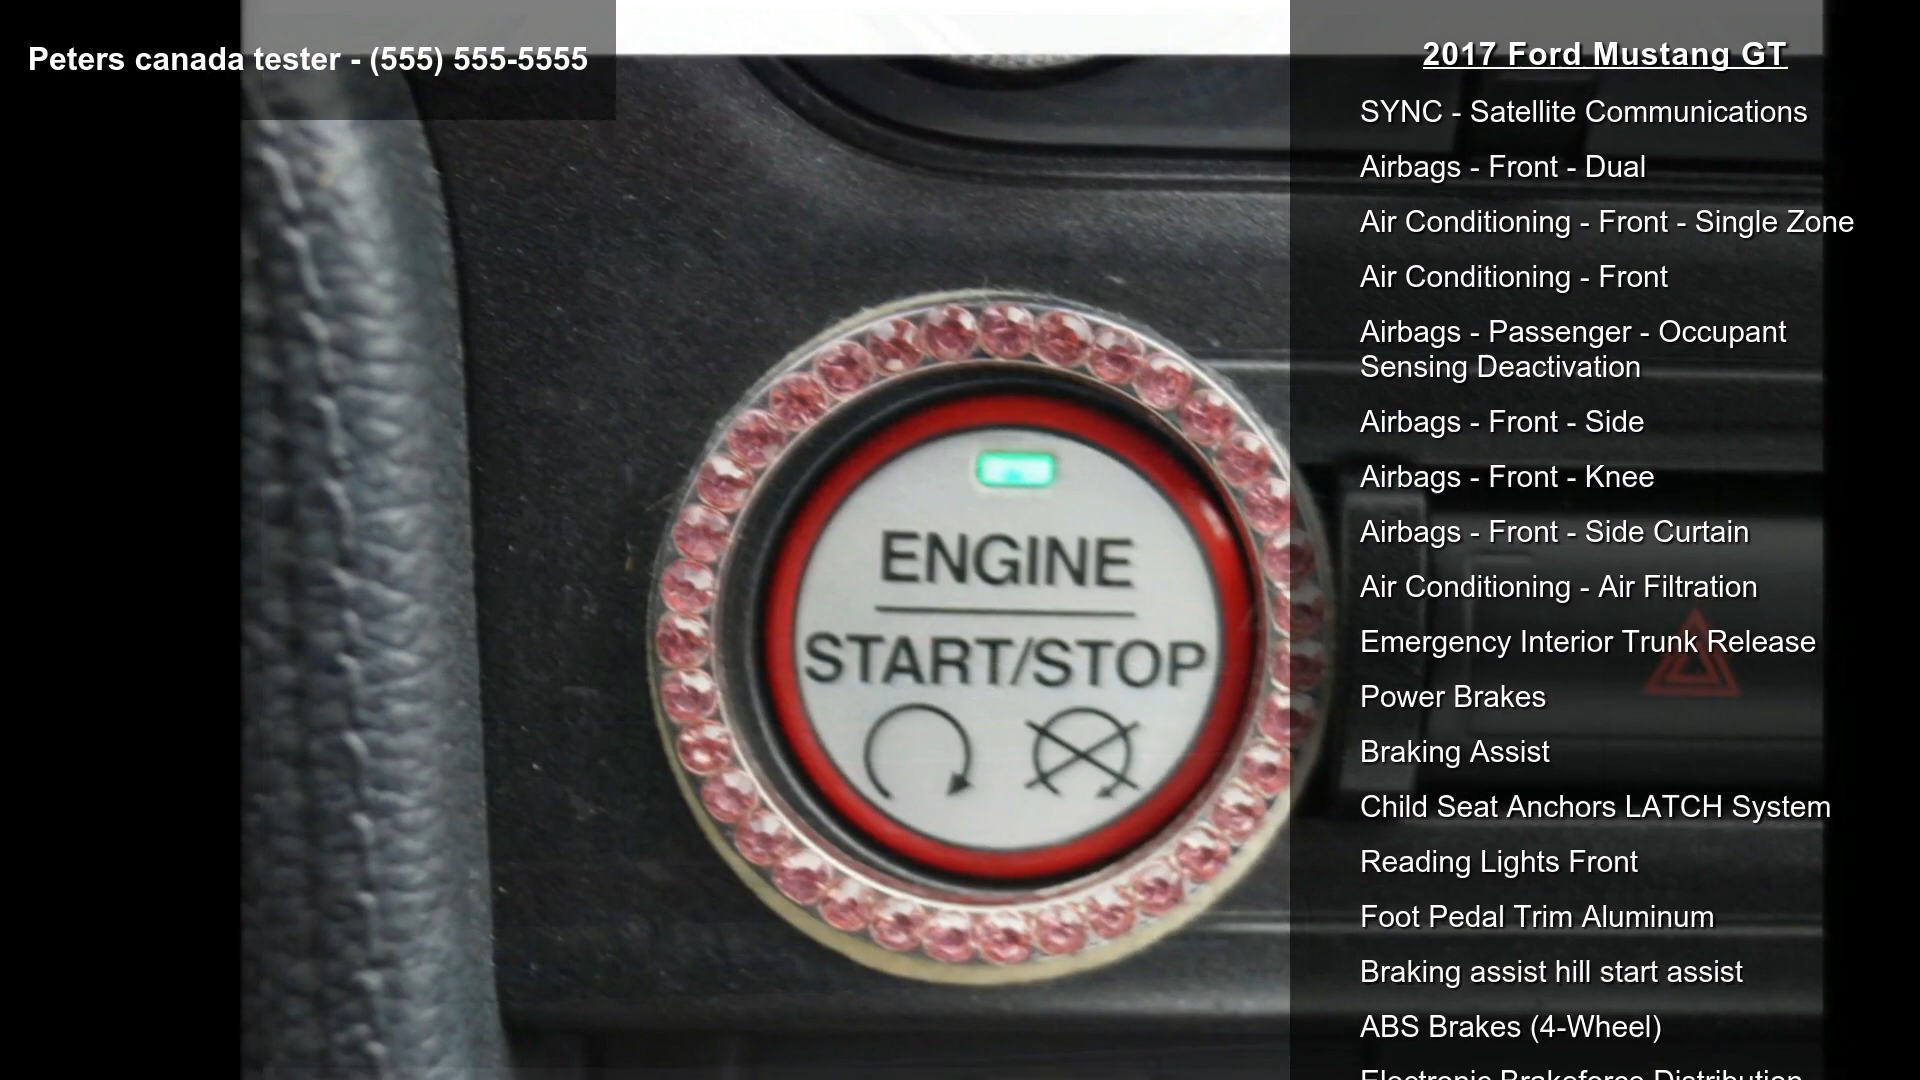 Peters canada tester - (555) 555-5555
2017 Ford Mustang GT
SYNC - Satellite Communications
Airbags - Front - Dual
Air Conditioning - Front - Single Zone
Air Conditioning - Front
Airbags - Passenger - Occupant
Sensing Deactivation
Airbags - Front - Side
Airbags - Front - Knee
Airbags - Front - Side Curtain
Air Conditioning - Air Filtration
Emergency Interior Trunk Release
Power Brakes
Braking Assist
Child Seat Anchors LATCH System
Reading Lights Front
Foot Pedal Trim Aluminum
Braking assist hill start assist
ABS Brakes (4-Wheel)
Electronic Brakeforce Distribution
ENGINE
START/STOP